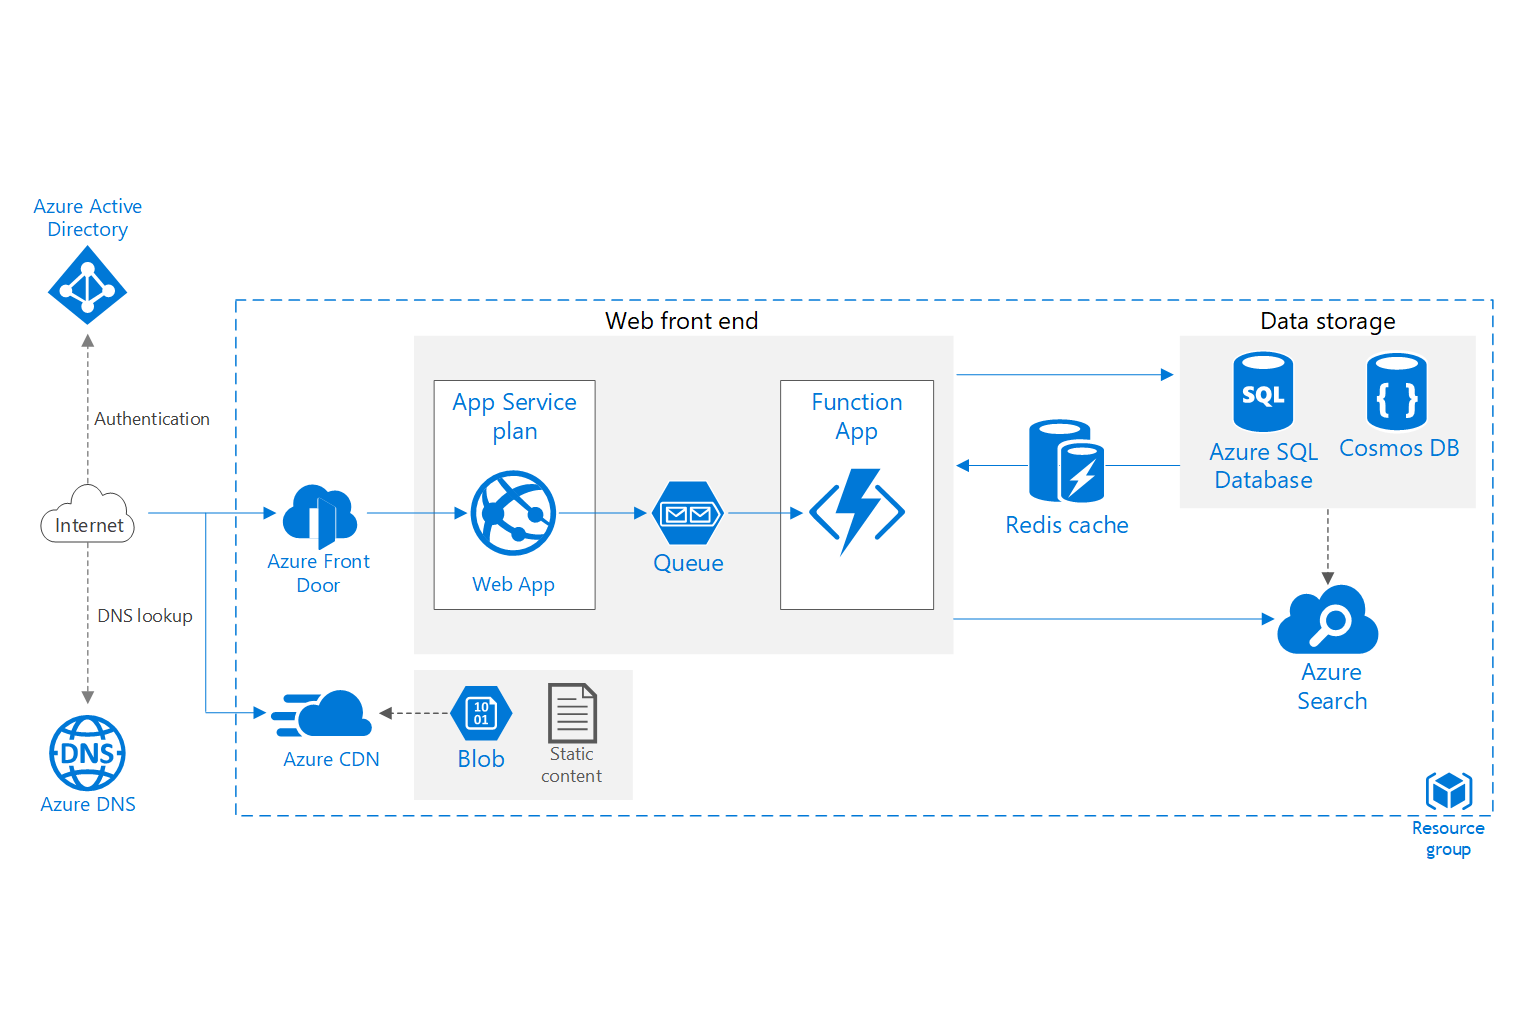 Azure Active
Directory
Authentication
Internet
DNS lookup
DNS
Azure DNS
Azure Front
Door
Azure CDN
Web front end
App Service
plan
Web App
Queue
Function
App
10
01
Blob
Static
content
Redis cache
Data storage
SQL
Azure SQL
Database
{ }
Cosmos DB
Azure
Search
Resource
group